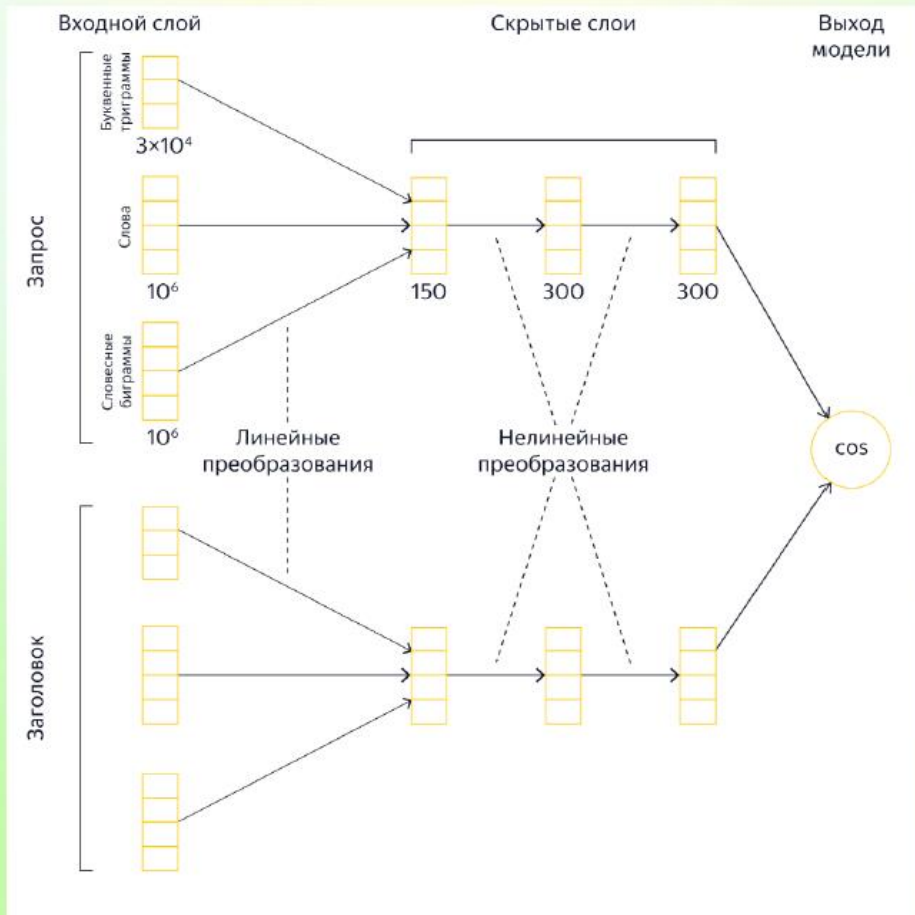 Входной слой
Скрытые слои
Выход
модели
Запрос
Буквенные
триграммы
3×10⁴
Слова
10⁶
Словесные
биграммы
10⁶
150
300
300
Линейные
преобразования
Нелинейные
преобразования
cos
Заголовок